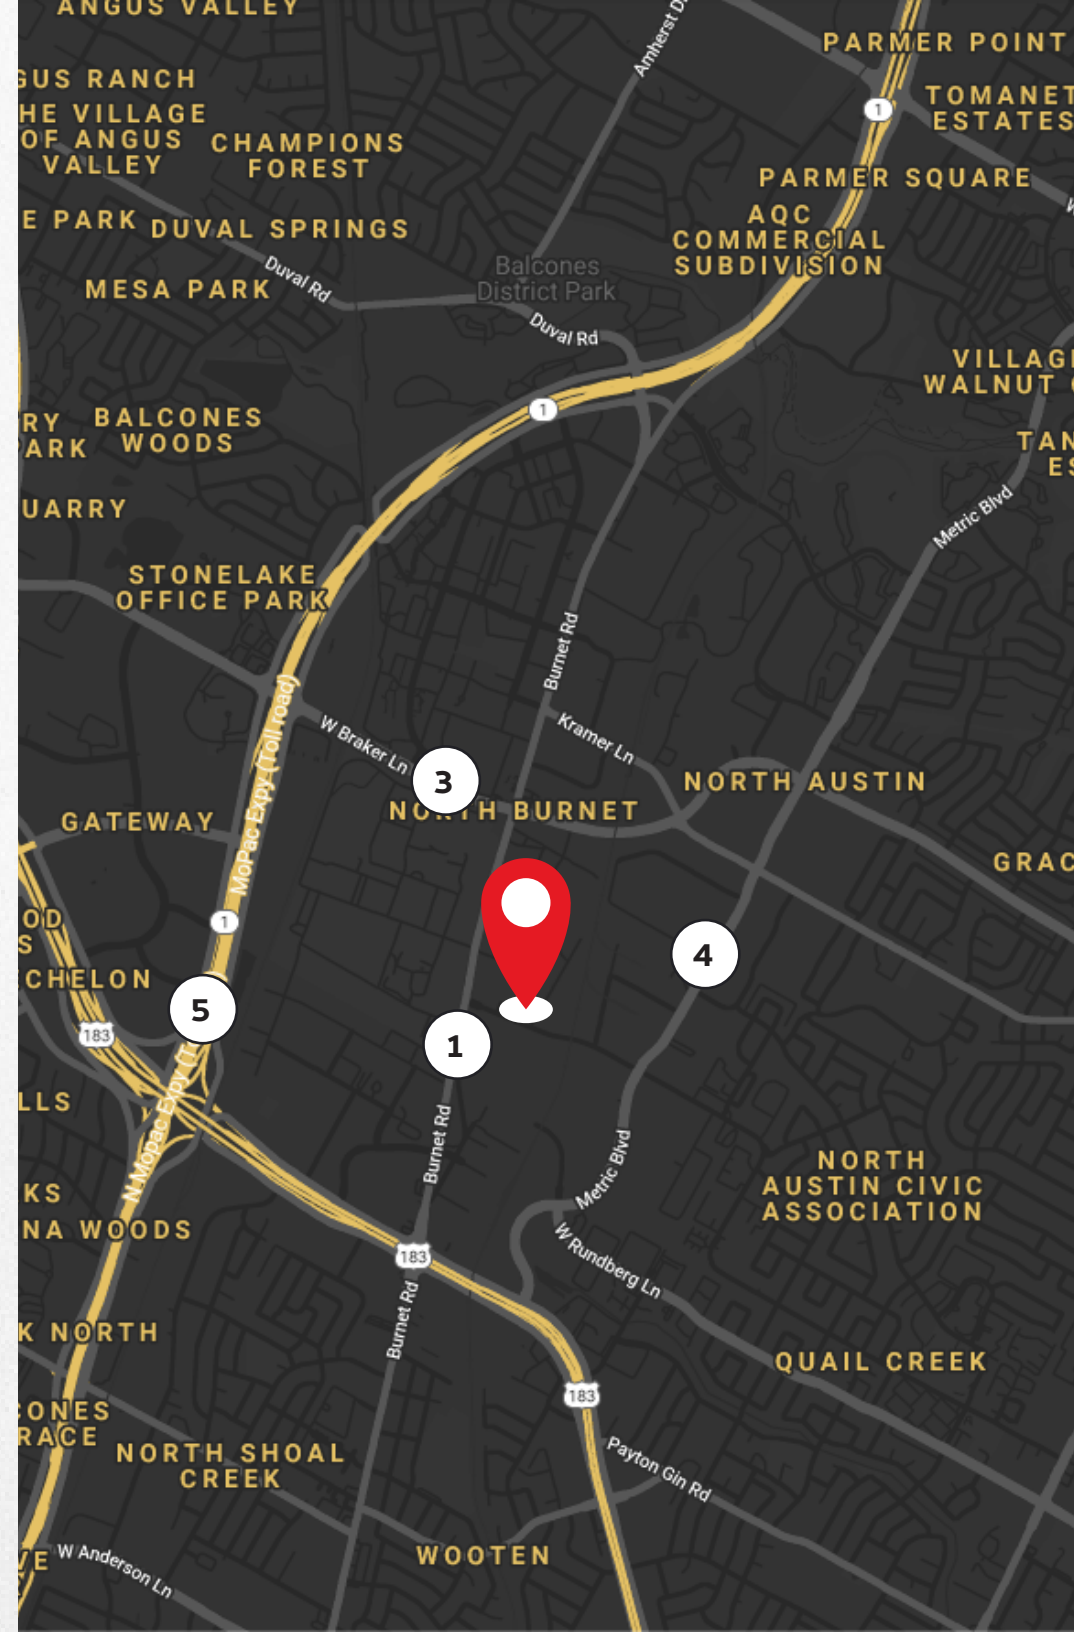 ANGUS VALLEY
Amherst D
PARMER POINT
GUS RANCH
TOMANET
ESTATES
1
HE VILLAGE
OF ANGUS
VALLEY
CHAMPIONS
FOREST
PARMER SQUARE
E PARK
DUVAL SPRINGS
AQC
COMMERCIAL
SUBDIVISION
Duval Rd
Balcones
District Park
MESA PARK
Duval Rd
VILLAG
WALNUT
1
RY
ARK
BALCONES
WOODS
TAN
ES
UARRY
Metric Blvd
STONELAKE
OFFICE PARK
Burnet Rd
MoPac Expy (Toll road)
W Braker Ln
Kramer Ln
3
NORTH AUSTIN
NORTH BURNET
GATEWAY
GRAC
1
OD
S
4
CHELON
5
183
1
N Mopac Expy (T
LLS
Burnet Rd
Metric Blvd
NORTH
AUSTIN CIVIC
ASSOCIATION
KS
NA WOODS
W Rundberg Ln
183
Burnet Rd
K NORTH
QUAIL CREEK
183
CONES
RACE
NORTH SHOAL
CREEK
Payton Gin Rd
WOOTEN
VE
W Anderson Ln